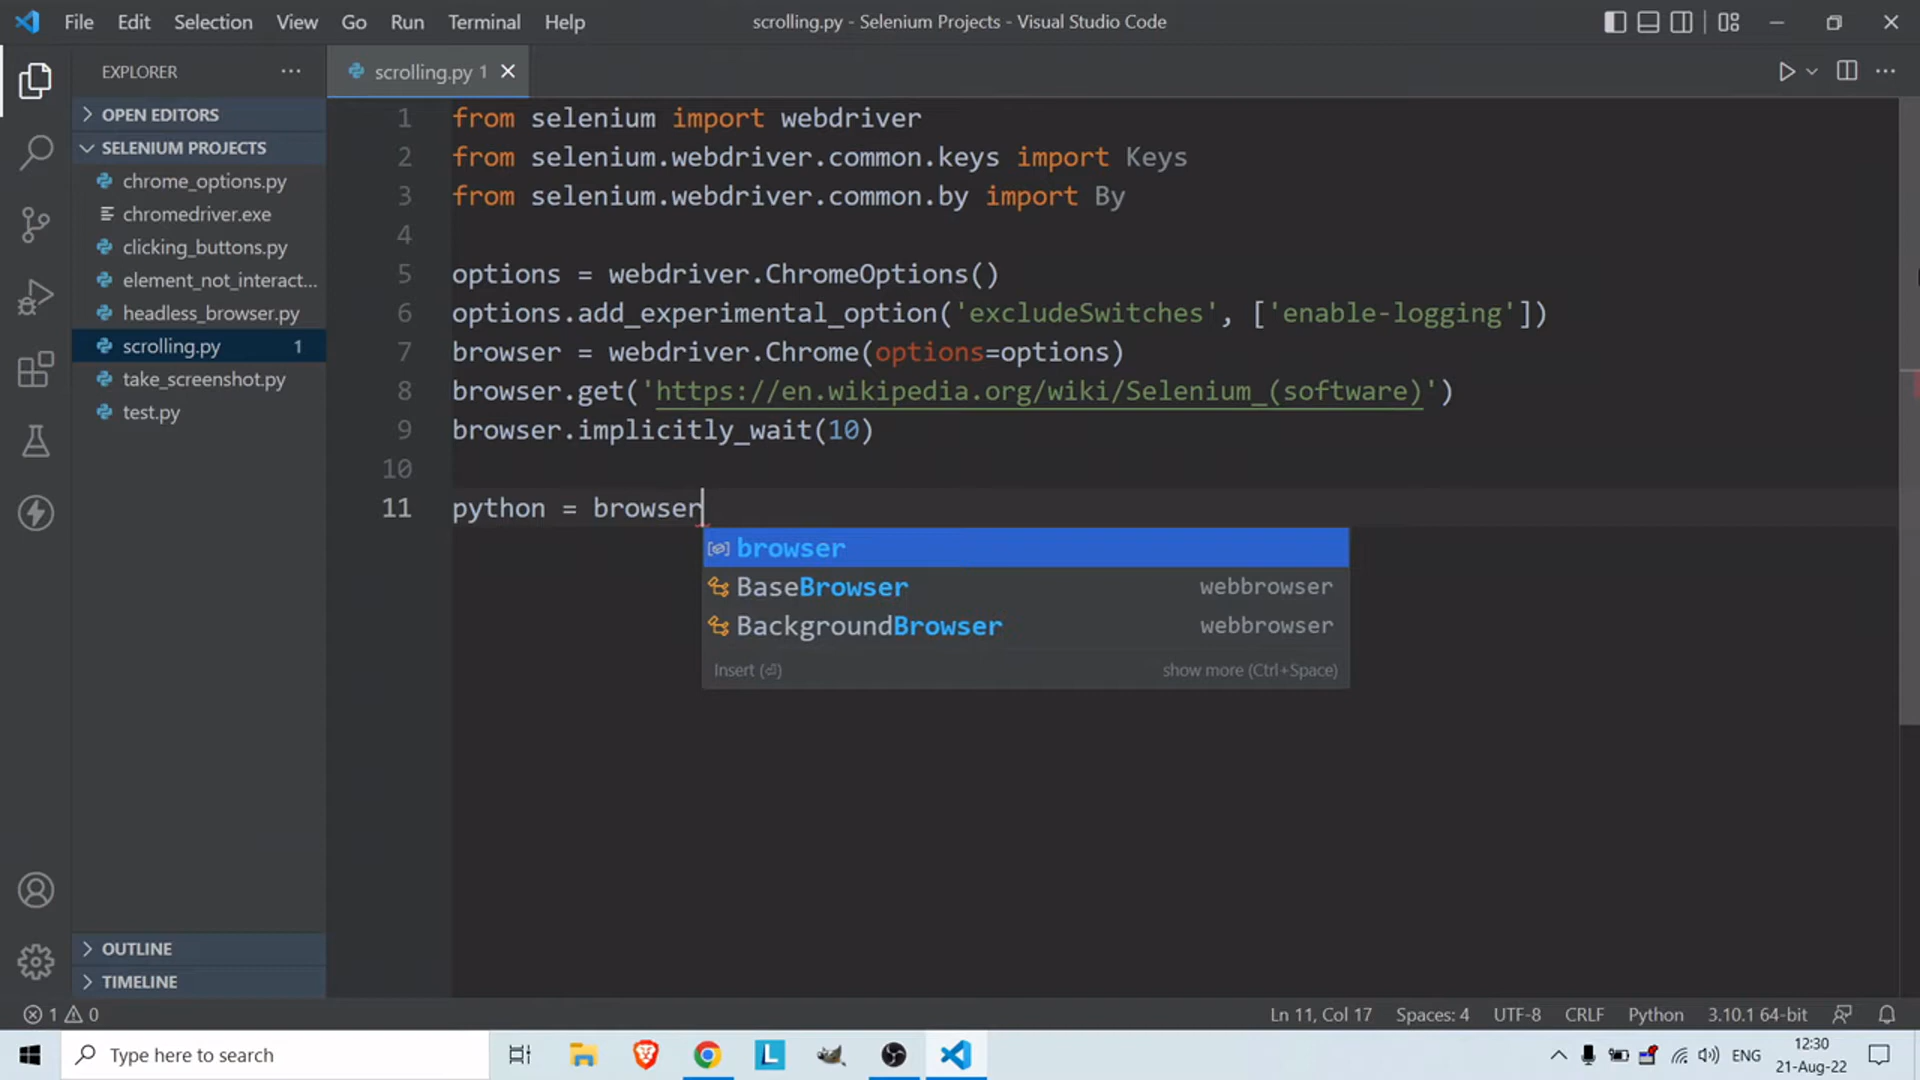 File Edit Selection View Go Run Terminal Help
scrolling.py - Selenium Projects - Visual Studio Code
EXPLORER
scrolling.py 1
OPEN EDITORS
SELENIUM PROJECTS
chrome_options.py
chromedriver.exe
clicking_buttons.py
element_not_interact...
headless_browser.py
scrolling.py 1
take_screenshot.py
test.py
OUTLINE
TIMELINE
1 from selenium import webdriver
2 from selenium.webdriver.common.keys import Keys
3 from selenium.webdriver.common.by import By
4
5 options = webdriver.ChromeOptions()
6 options.add_experimental_option('excludeSwitches', ['enable-logging'])
7 browser = webdriver.Chrome(options=options)
8 browser.get('https://en.wikipedia.org/wiki/Selenium_(software)')
9 browser.implicitly_wait(10)
10
11 python = browser
browser
BaseBrowser webbrowser
BackgroundBrowser webbrowser
Insert (⏎) show more (Ctrl+Space)
1 0
Ln 11, Col 17 Spaces: 4 UTF-8 CRLF Python 3.10.1 64-bit
Type here to search
L
ENG
12:30
21-Aug-22